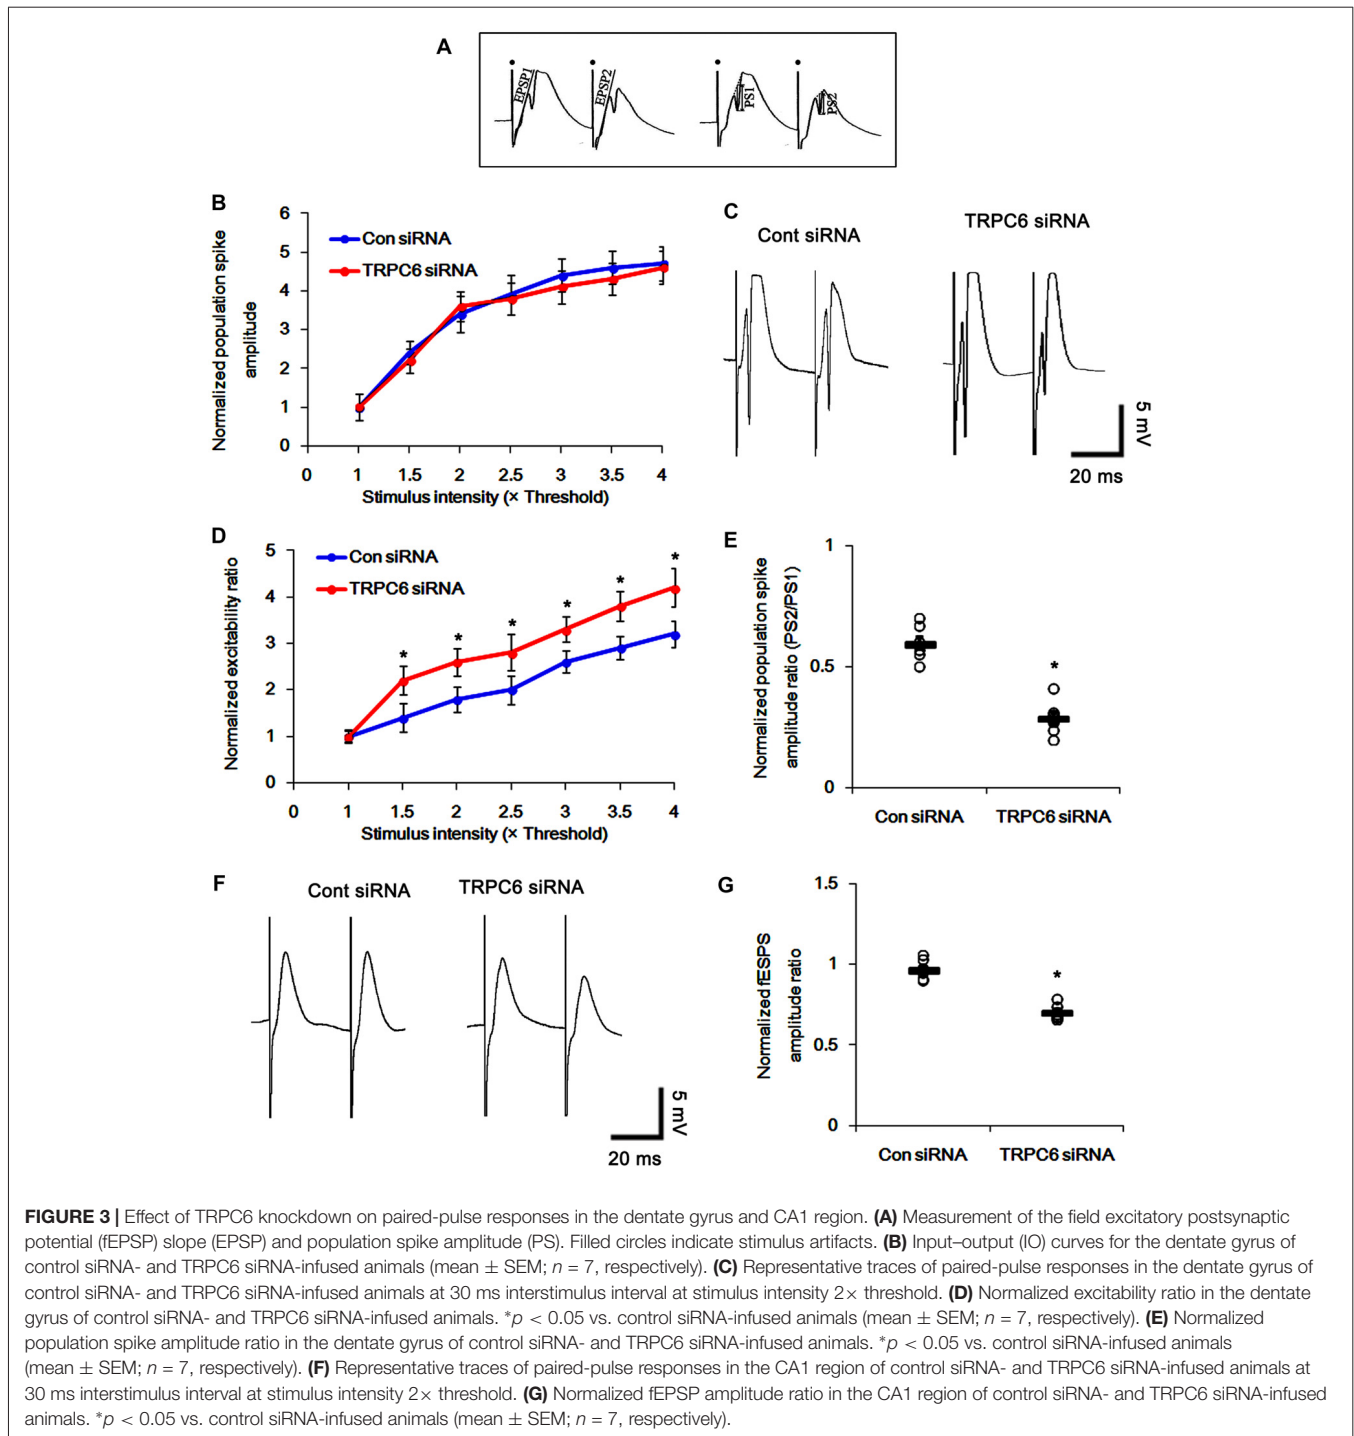 A
EPSP1
EPSP2
PS1
PS2
B
Normalized population spike
amplitude
6
5
4
3
2
1
0
Con siRNA
TRPC6 siRNA
0 1 1.5 2 2.5 3 3.5 4
Stimulus intensity (× Threshold)
C
Cont siRNA
TRPC6 siRNA
5 mV
20 ms
D
Normalized excitability ratio
5
4
3
2
1
0
Con siRNA
TRPC6 siRNA
* * * * * *
0 1 1.5 2 2.5 3 3.5 4
Stimulus intensity (× Threshold)
E
Normalized population spike
amplitude ratio (PS2/PS1)
1
0.5
0
*
Con siRNA TRPC6 siRNA
F
Cont siRNA
TRPC6 siRNA
5 mV
20 ms
G
Normalized fESPS
amplitude ratio
1.5
1
0.5
0
*
Con siRNA TRPC6 siRNA
FIGURE 3 | Effect of TRPC6 knockdown on paired-pulse responses in the dentate gyrus and CA1 region. (A) Measurement of the field excitatory postsynaptic
potential (fEPSP) slope (EPSP) and population spike amplitude (PS). Filled circles indicate stimulus artifacts. (B) Input–output (IO) curves for the dentate gyrus of
control siRNA- and TRPC6 siRNA-infused animals (mean ± SEM; n = 7, respectively). (C) Representative traces of paired-pulse responses in the dentate gyrus of
control siRNA- and TRPC6 siRNA-infused animals at 30 ms interstimulus interval at stimulus intensity 2× threshold. (D) Normalized excitability ratio in the dentate
gyrus of control siRNA- and TRPC6 siRNA-infused animals. *p < 0.05 vs. control siRNA-infused animals (mean ± SEM; n = 7, respectively). (E) Normalized
population spike amplitude ratio in the dentate gyrus of control siRNA- and TRPC6 siRNA-infused animals. *p < 0.05 vs. control siRNA-infused animals
(mean ± SEM; n = 7, respectively). (F) Representative traces of paired-pulse responses in the CA1 region of control siRNA- and TRPC6 siRNA-infused animals at
30 ms interstimulus interval at stimulus intensity 2× threshold. (G) Normalized fEPSP amplitude ratio in the CA1 region of control siRNA- and TRPC6 siRNA-infused
animals. *p < 0.05 vs. control siRNA-infused animals (mean ± SEM; n = 7, respectively).